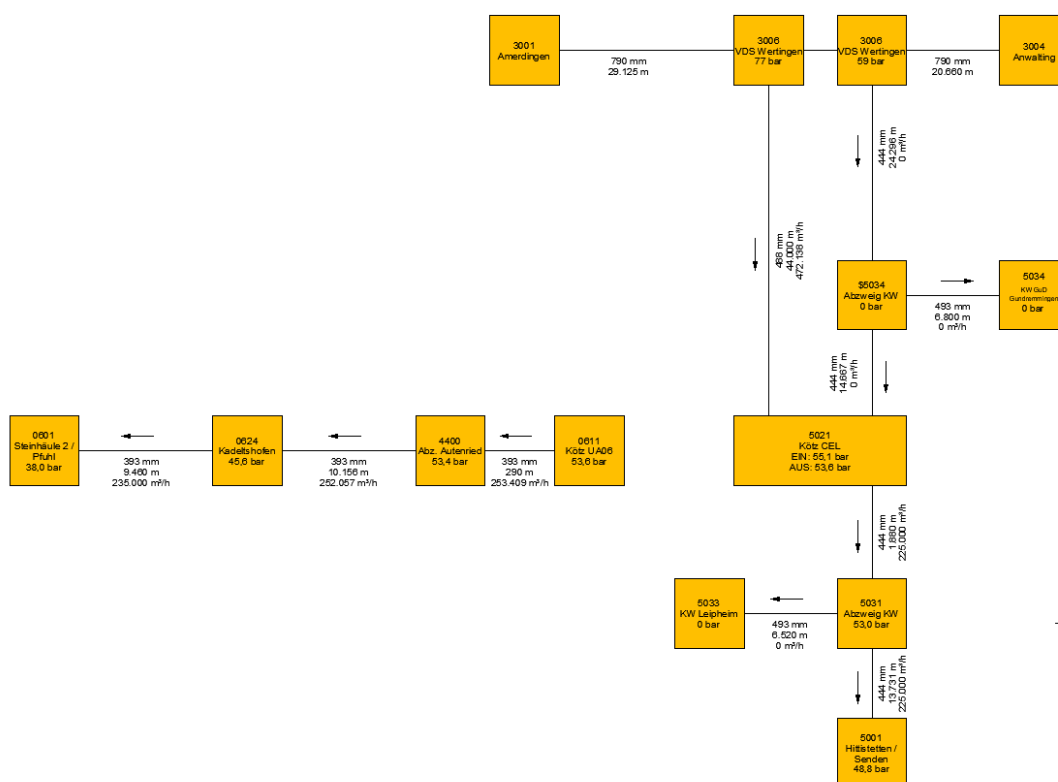 3001
Amerdingen
790 mm
29.125 m
3006
VDS Wertingen
77 bar
3006
VDS Wertingen
59 bar
790 mm
20.660 m
3004
Anwalting
444 mm
24.296 m
0 m³/h
488 mm
44.000 m
472.138 m³/h
$5034
Abzweig KW
0 bar
493 mm
6.800 m
0 m³/h
5034
KW GuD
Gundremmingen
0 bar
444 mm
14.667 m
0 m³/h
0601
Steinhäule 2 /
Pfuhl
38,0 bar
393 mm
9.460 m
235.000 m³/h
0624
Kadeltshofen
45,6 bar
393 mm
10.156 m
252.057 m³/h
4400
Abz. Autenried
53,4 bar
393 mm
290 m
253.409 m³/h
0611
Kötz UA06
53,6 bar
5021
Kötz CEL
EIN: 55,1 bar
AUS: 53,6 bar
444 mm
1.880 m
225.000 m³/h
5033
KW Leipheim
0 bar
493 mm
6.520 m
0 m³/h
5031
Abzweig KW
53,0 bar
444 mm
13.731 m
225.000 m³/h
5001
Hittistetten /
Senden
48,8 bar